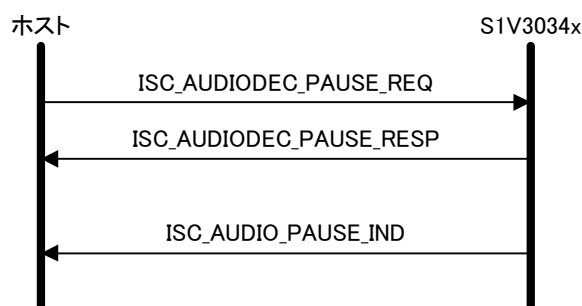 ホスト
S1V3034x
ISC_AUDIODEC_PAUSE_REQ
ISC_AUDIODEC_PAUSE_RESP
ISC_AUDIO_PAUSE_IND